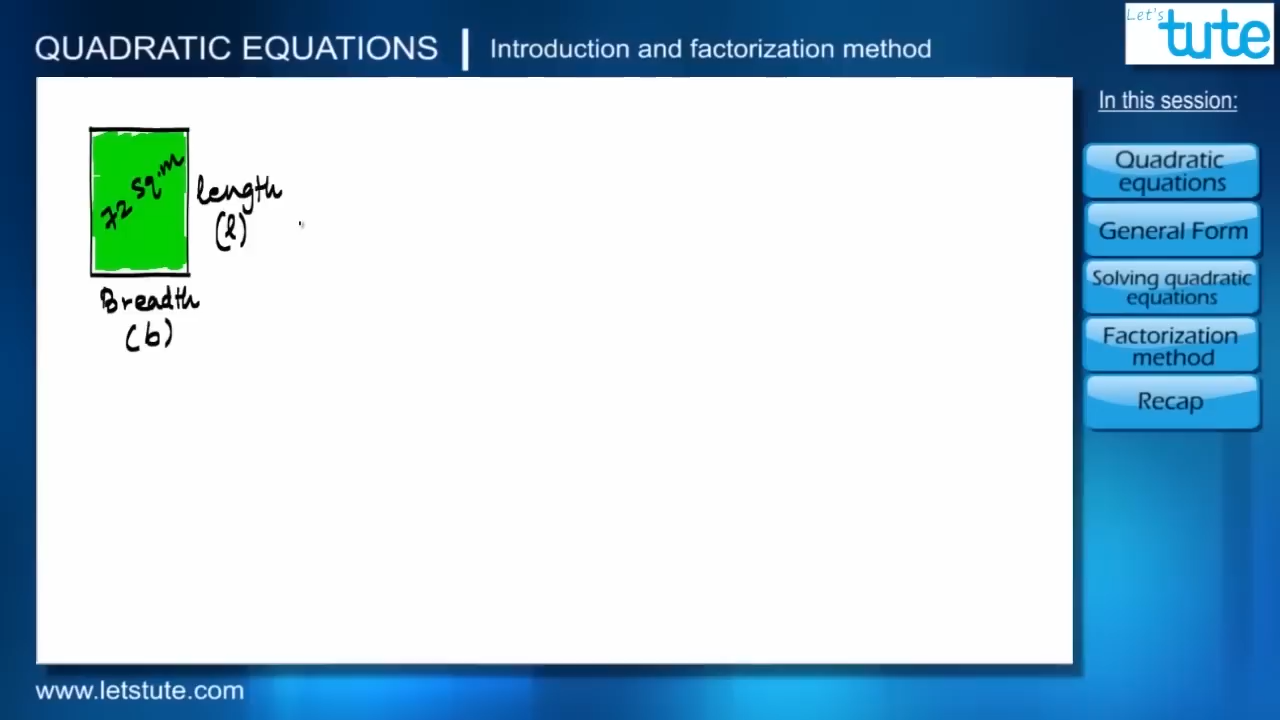 QUADRATIC EQUATIONS | Introduction and factorization method
Let's
tute
In this session:
Quadratic
equations
General Form
Solving quadratic
equations
Factorization
method
Recap
72 Sq.m
length
(l)
Breadth
(b)
www.letstute.com